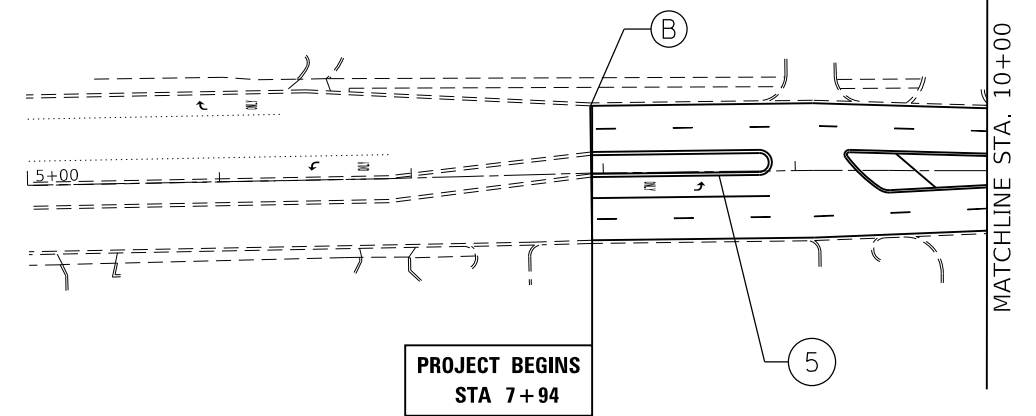 B
MATCHLINE STA. 10+00
5+00
5
PROJECT BEGINS
STA 7+94